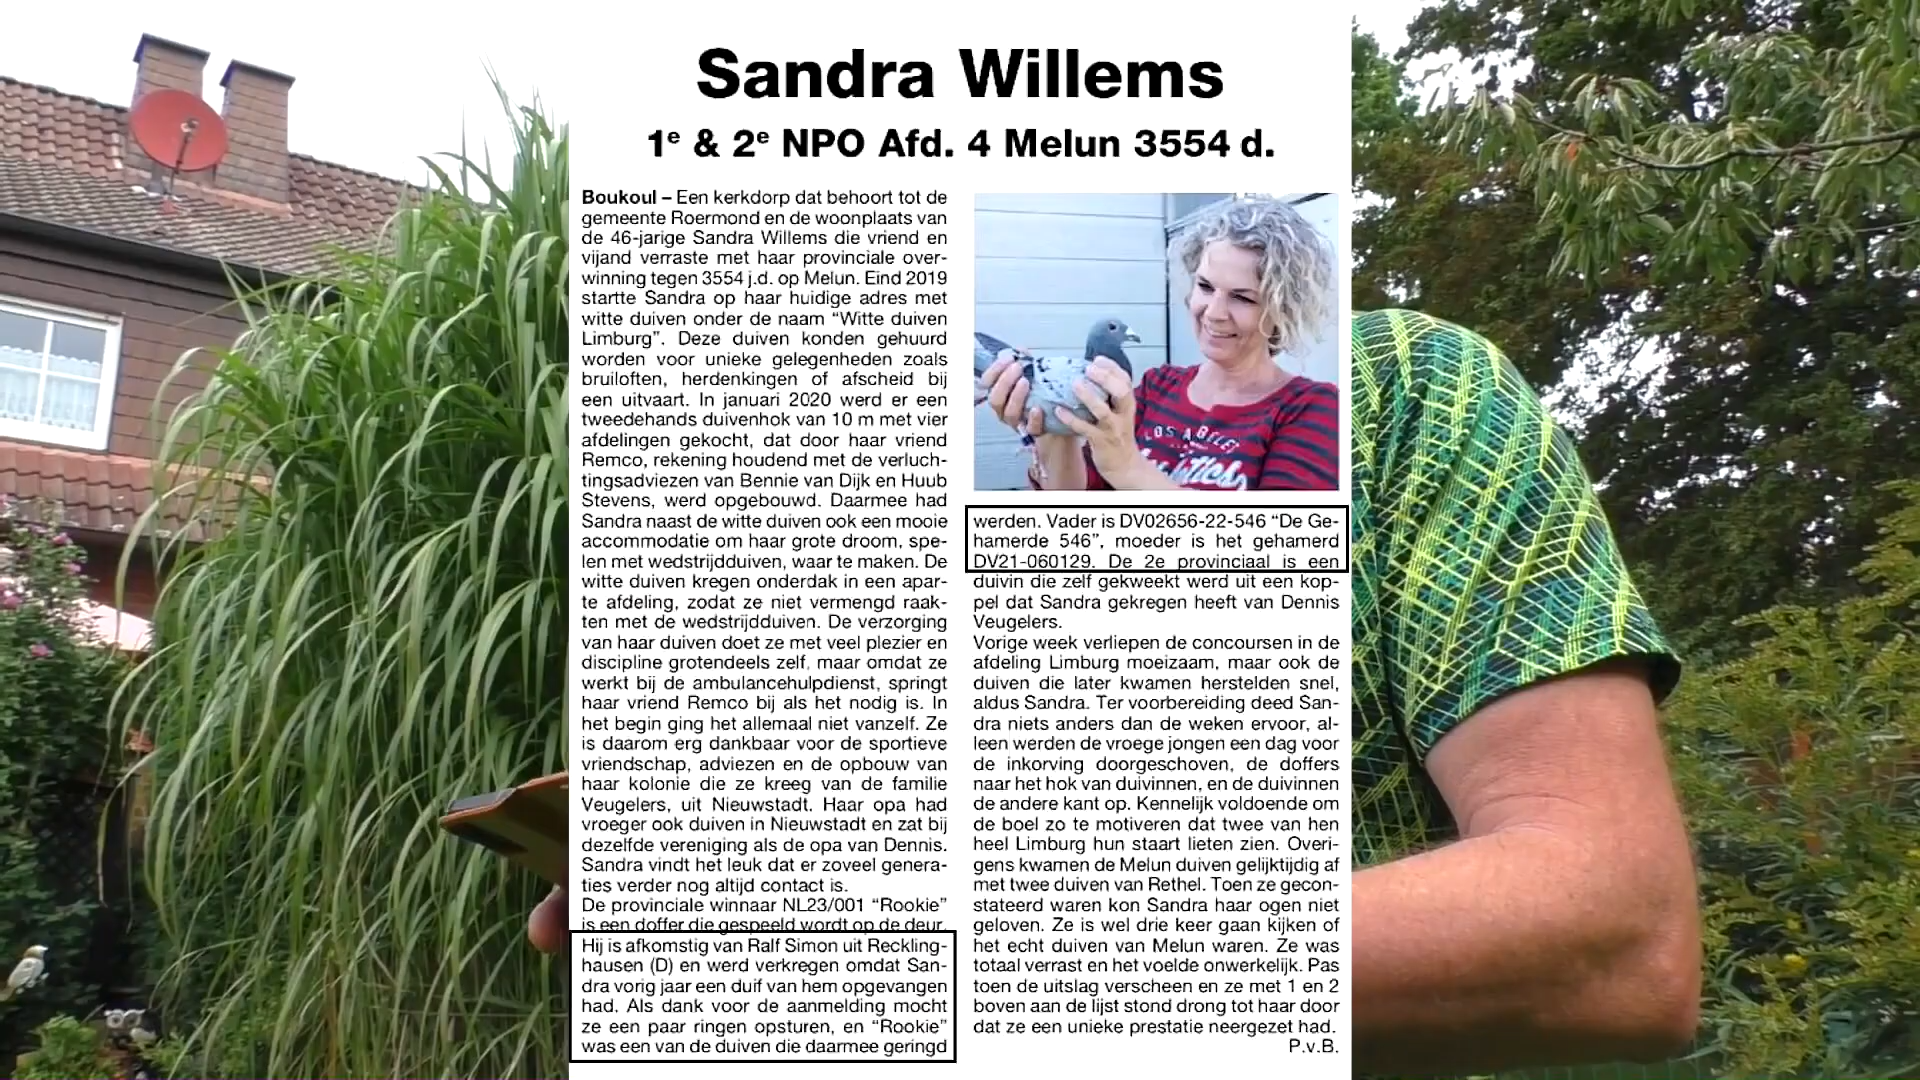 Sandra Willems
1e & 2e NPO Afd. 4 Melun 3554 d.
Boukoul – Een kerkdorp dat behoort tot de
gemeente Roermond en de woonplaats van
de 46-jarige Sandra Willems die vriend en
vijand verraste met haar provinciale over-
winning tegen 3554 j.d. op Melun. Eind 2019
startte Sandra op haar huidige adres met
witte duiven onder de naam “Witte duiven
Limburg”. Deze duiven konden gehuurd
worden voor unieke gelegenheden zoals
bruiloften, herdenkingen of afscheid bij
een uitvaart. In januari 2020 werd er een
tweedehands duivenhok van 10 m met vier
afdelingen gekocht, dat door haar vriend
Remco, rekening houdend met de verluch-
tingsadviezen van Bennie van Dijk en Huub
Stevens, werd opgebouwd. Daarmee had
Sandra naast de witte duiven ook een mooie
accommodatie om haar grote droom, spe-
len met wedstrijdduiven, waar te maken. De
witte duiven kregen onderdak in een apar-
te afdeling, zodat ze niet vermengd raak-
ten met de wedstrijdduiven. De verzorging
van haar duiven doet ze met veel plezier en
discipline grotendeels zelf, maar omdat ze
werkt bij de ambulancehulpdienst, springt
haar vriend Remco bij als het nodig is. In
het begin ging het allemaal niet vanzelf. Ze
is daarom erg dankbaar voor de sportieve
vriendschap, adviezen en de opbouw van
haar kolonie die ze kreeg van de familie
Veugelers, uit Nieuwstadt. Haar opa had
vroeger ook duiven in Nieuwstadt en zat bij
dezelfde vereniging als de opa van Dennis.
Sandra vindt het leuk dat er zoveel genera-
ties verder nog altijd contact is.
De provinciale winnaar NL23/001 “Rookie”
is een doffer die gespeeld wordt op de deur.
Hij is afkomstig van Ralf Simon uit Reckling-
hausen (D) en werd verkregen omdat San-
dra vorig jaar een duif van hem opgevangen
had. Als dank voor de aanmelding mocht
ze een paar ringen opsturen, en “Rookie”
was een van de duiven die daarmee geringd
werden. Vader is DV02656-22-546 “De Ge-
hamerde 546”, moeder is het gehamerd
DV21-060129. De 2e provinciaal is een
duivin die zelf gekweekt werd uit een kop-
pel dat Sandra gekregen heeft van Dennis
Veugelers.
Vorige week verliepen de concoursen in de
afdeling Limburg moeizaam, maar ook de
duiven die later kwamen herstelden snel,
aldus Sandra. Ter voorbereiding deed San-
dra niets anders dan de weken ervoor, al-
leen werden de vroege jongen een dag voor
de inkorving doorgeschoven, de doffers
naar het hok van duivinnen, en de duivinnen
de andere kant op. Kennelijk voldoende om
de boel zo te motiveren dat twee van hen
heel Limburg hun staart lieten zien. Overi-
gens kwamen de Melun duiven gelijktijdig af
met twee duiven van Rethel. Toen ze gecon-
stateerd waren kon Sandra haar ogen niet
geloven. Ze is wel drie keer gaan kijken of
het echt duiven van Melun waren. Ze was
totaal verrast en het voelde onwerkelijk. Pas
toen de uitslag verscheen en ze met 1 en 2
boven aan de lijst stond drong tot haar door
dat ze een unieke prestatie neergezet had.
P.v.B.